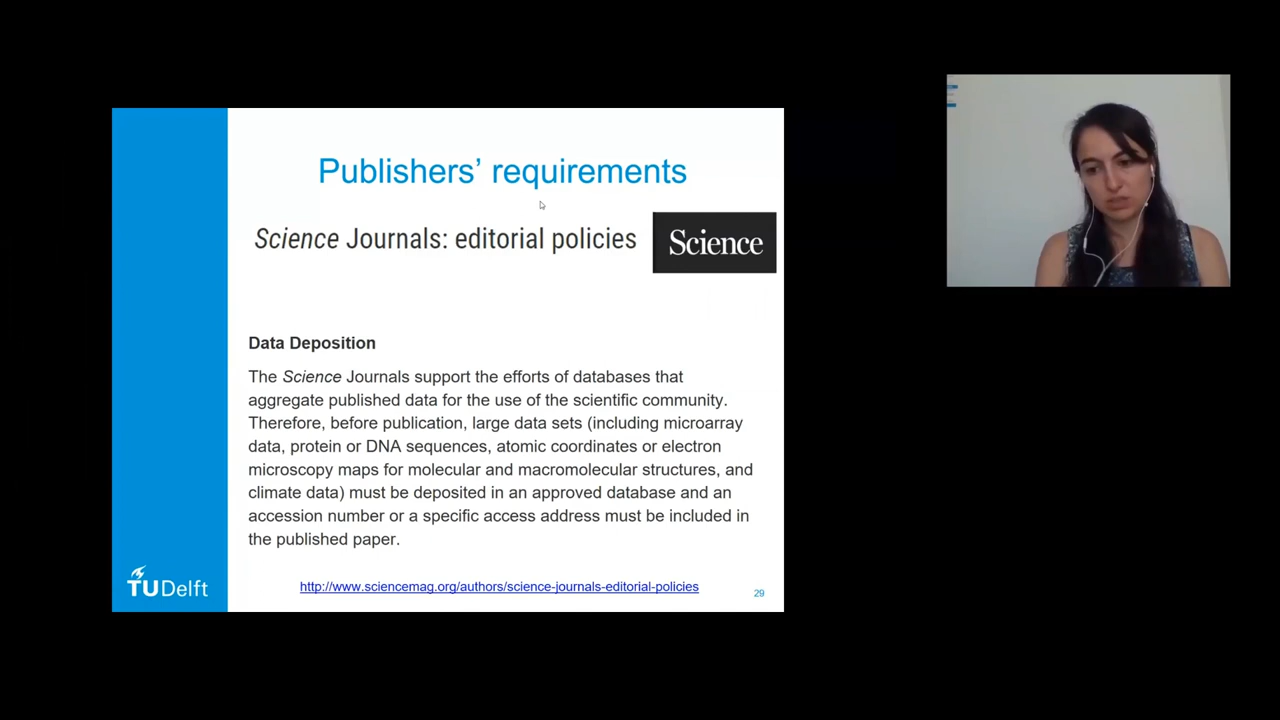 Publishers’ requirements
Science Journals: editorial policies
Science
Data Deposition
The Science Journals support the efforts of databases that
aggregate published data for the use of the scientific community.
Therefore, before publication, large data sets (including microarray
data, protein or DNA sequences, atomic coordinates or electron
microscopy maps for molecular and macromolecular structures, and
climate data) must be deposited in an approved database and an
accession number or a specific access address must be included in
the published paper.
http://www.sciencemag.org/authors/science-journals-editorial-policies
29
TUDelft